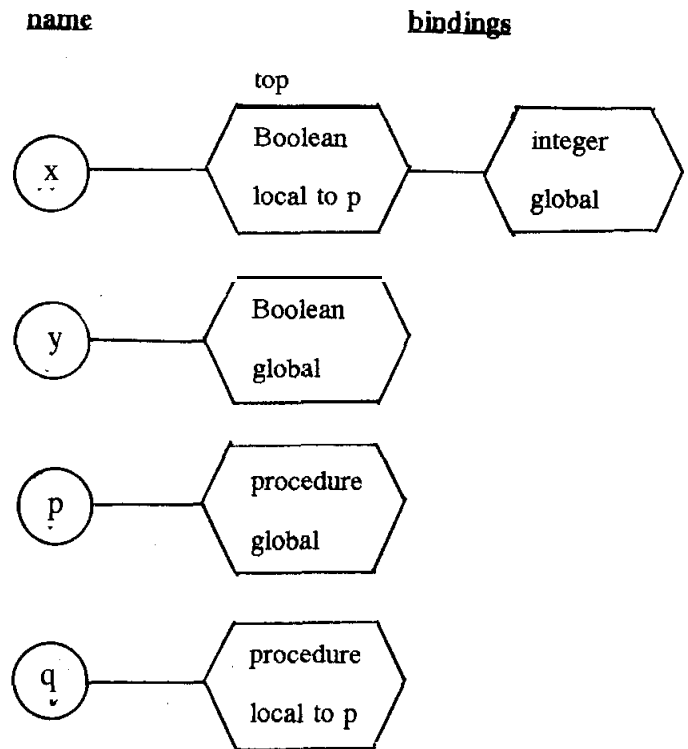 name bindings
top
x Boolean integer
local to p global
y Boolean
global
p procedure
global
q procedure
local to p